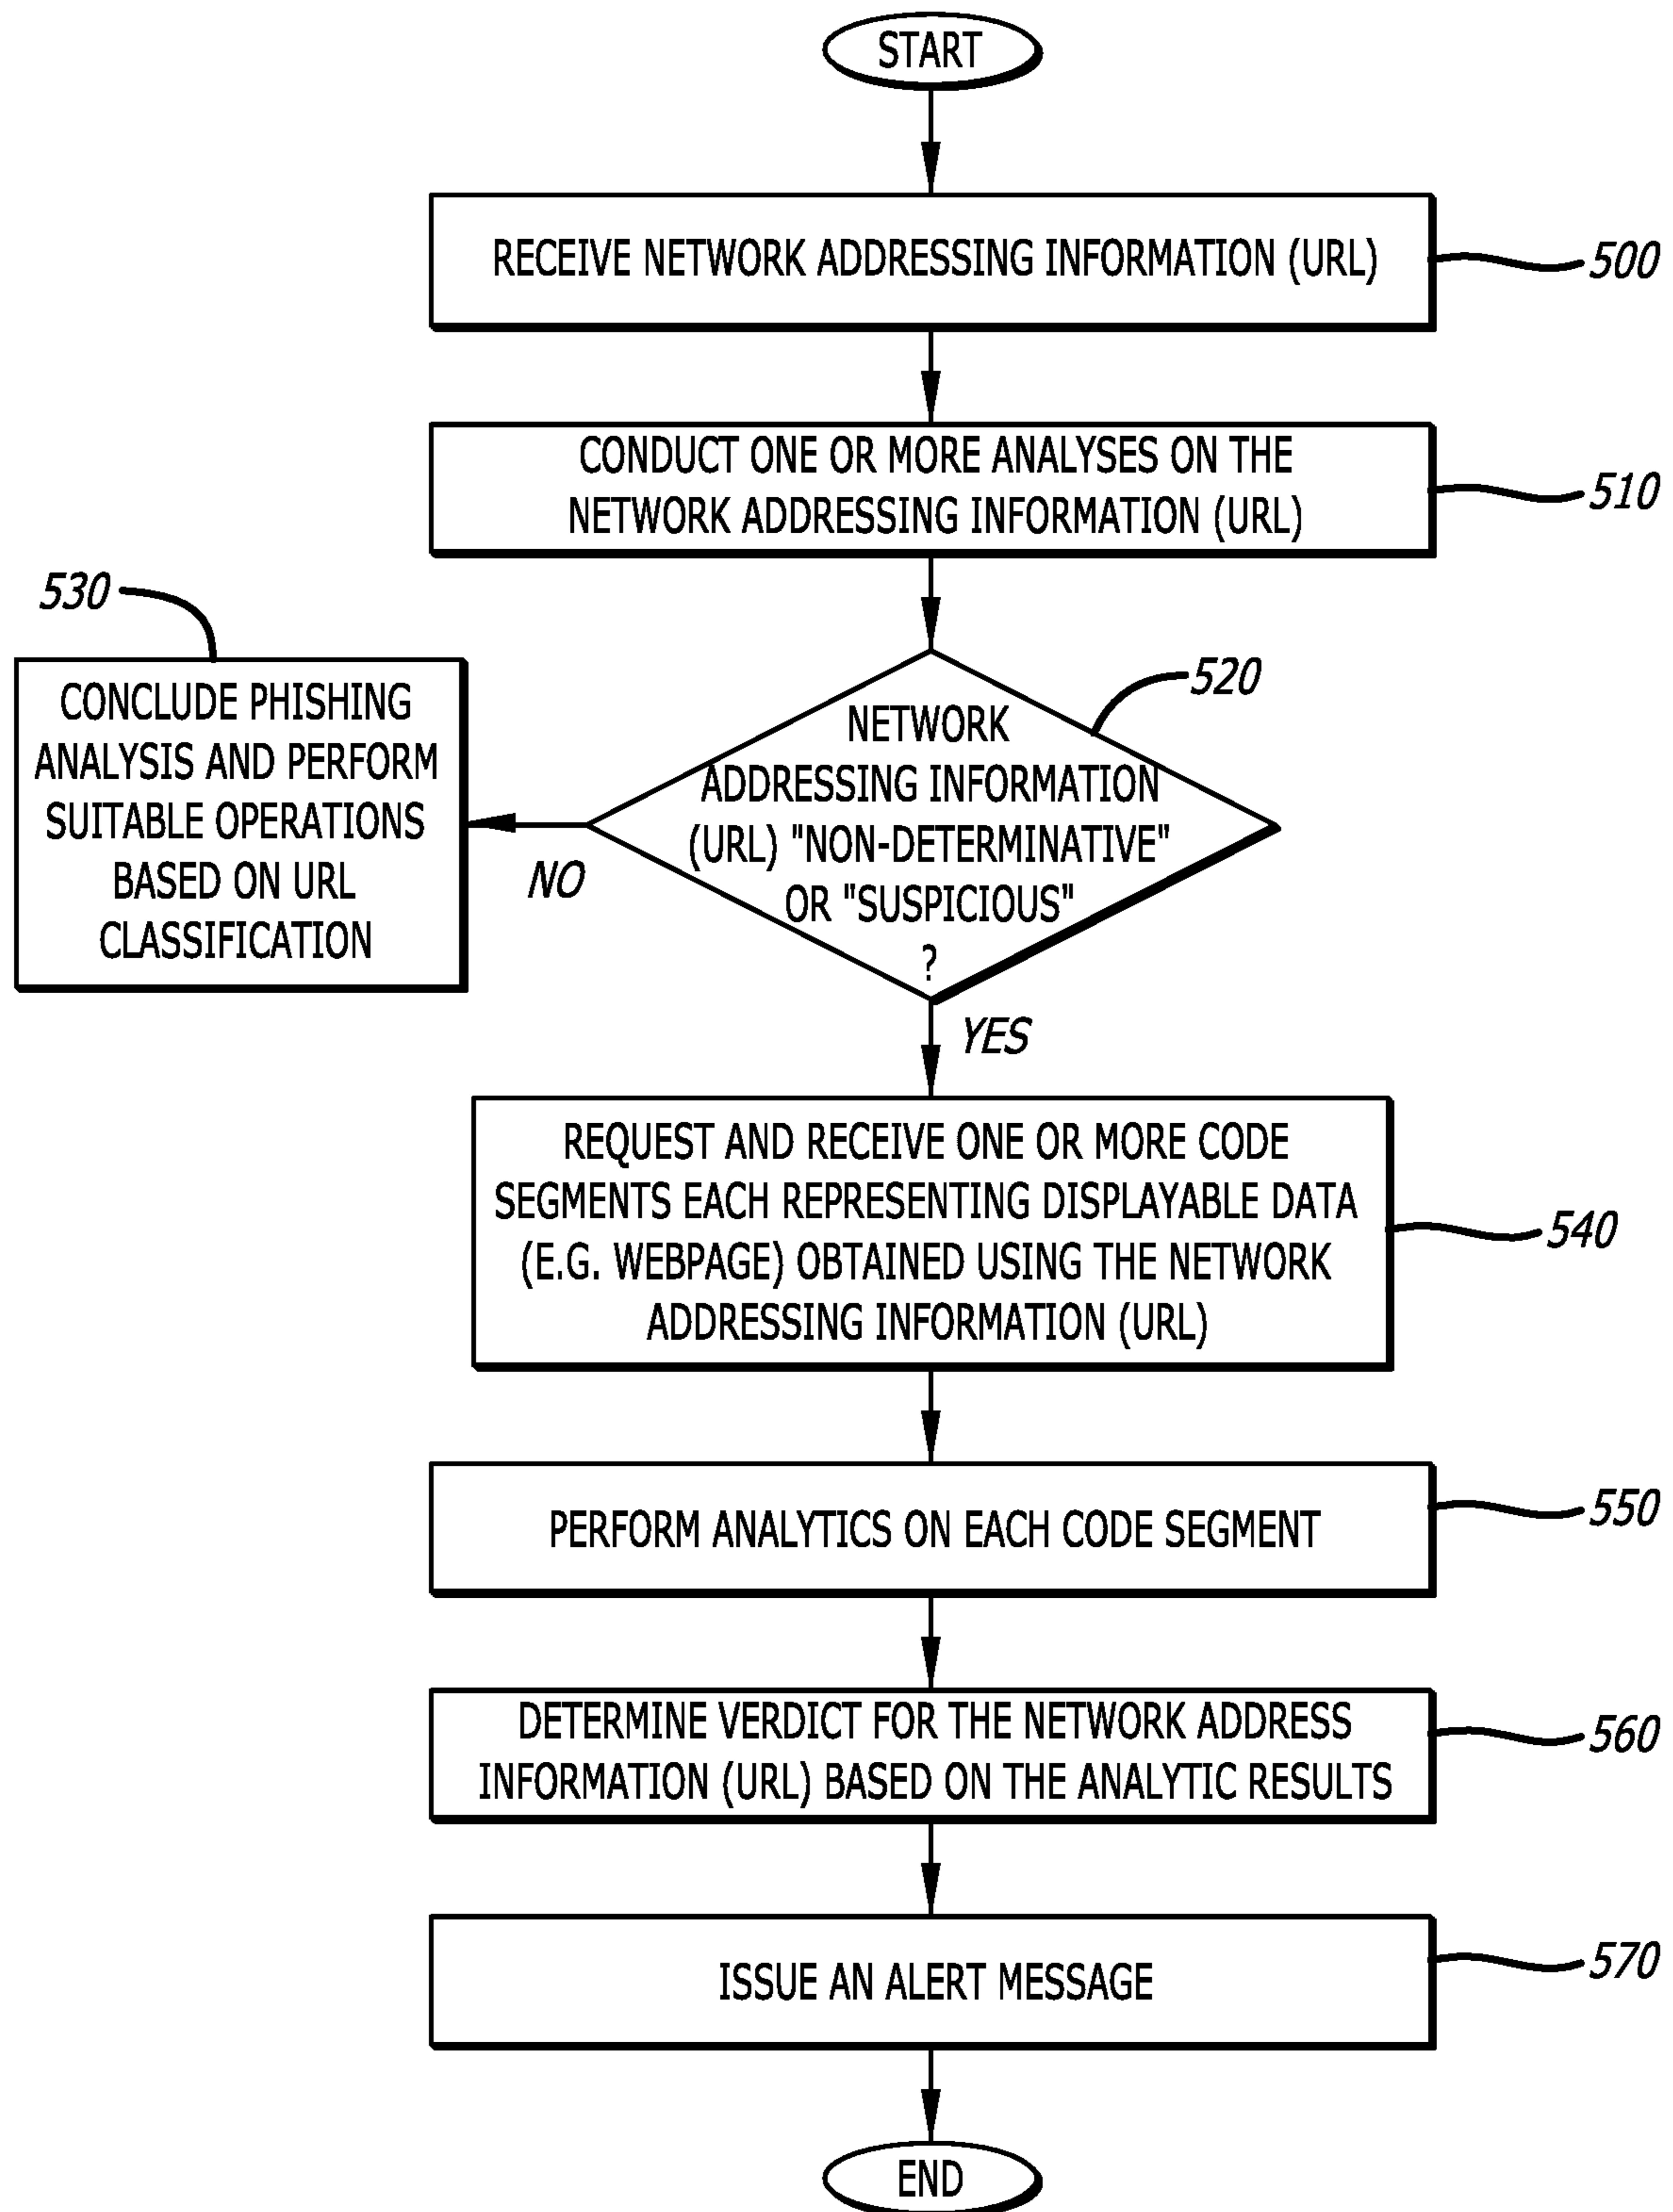 START
RECEIVE NETWORK ADDRESSING INFORMATION (URL)
500
CONDUCT ONE OR MORE ANALYSES ON THE
NETWORK ADDRESSING INFORMATION (URL)
510
530
CONCLUDE PHISHING
ANALYSIS AND PERFORM
SUITABLE OPERATIONS
BASED ON URL
CLASSIFICATION
520
NETWORK
ADDRESSING INFORMATION
(URL) "NON-DETERMINATIVE"
OR "SUSPICIOUS"
?
NO
YES
REQUEST AND RECEIVE ONE OR MORE CODE
SEGMENTS EACH REPRESENTING DISPLAYABLE DATA
(E.G. WEBPAGE) OBTAINED USING THE NETWORK
ADDRESSING INFORMATION (URL)
540
PERFORM ANALYTICS ON EACH CODE SEGMENT
550
DETERMINE VERDICT FOR THE NETWORK ADDRESS
INFORMATION (URL) BASED ON THE ANALYTIC RESULTS
560
ISSUE AN ALERT MESSAGE
570
END